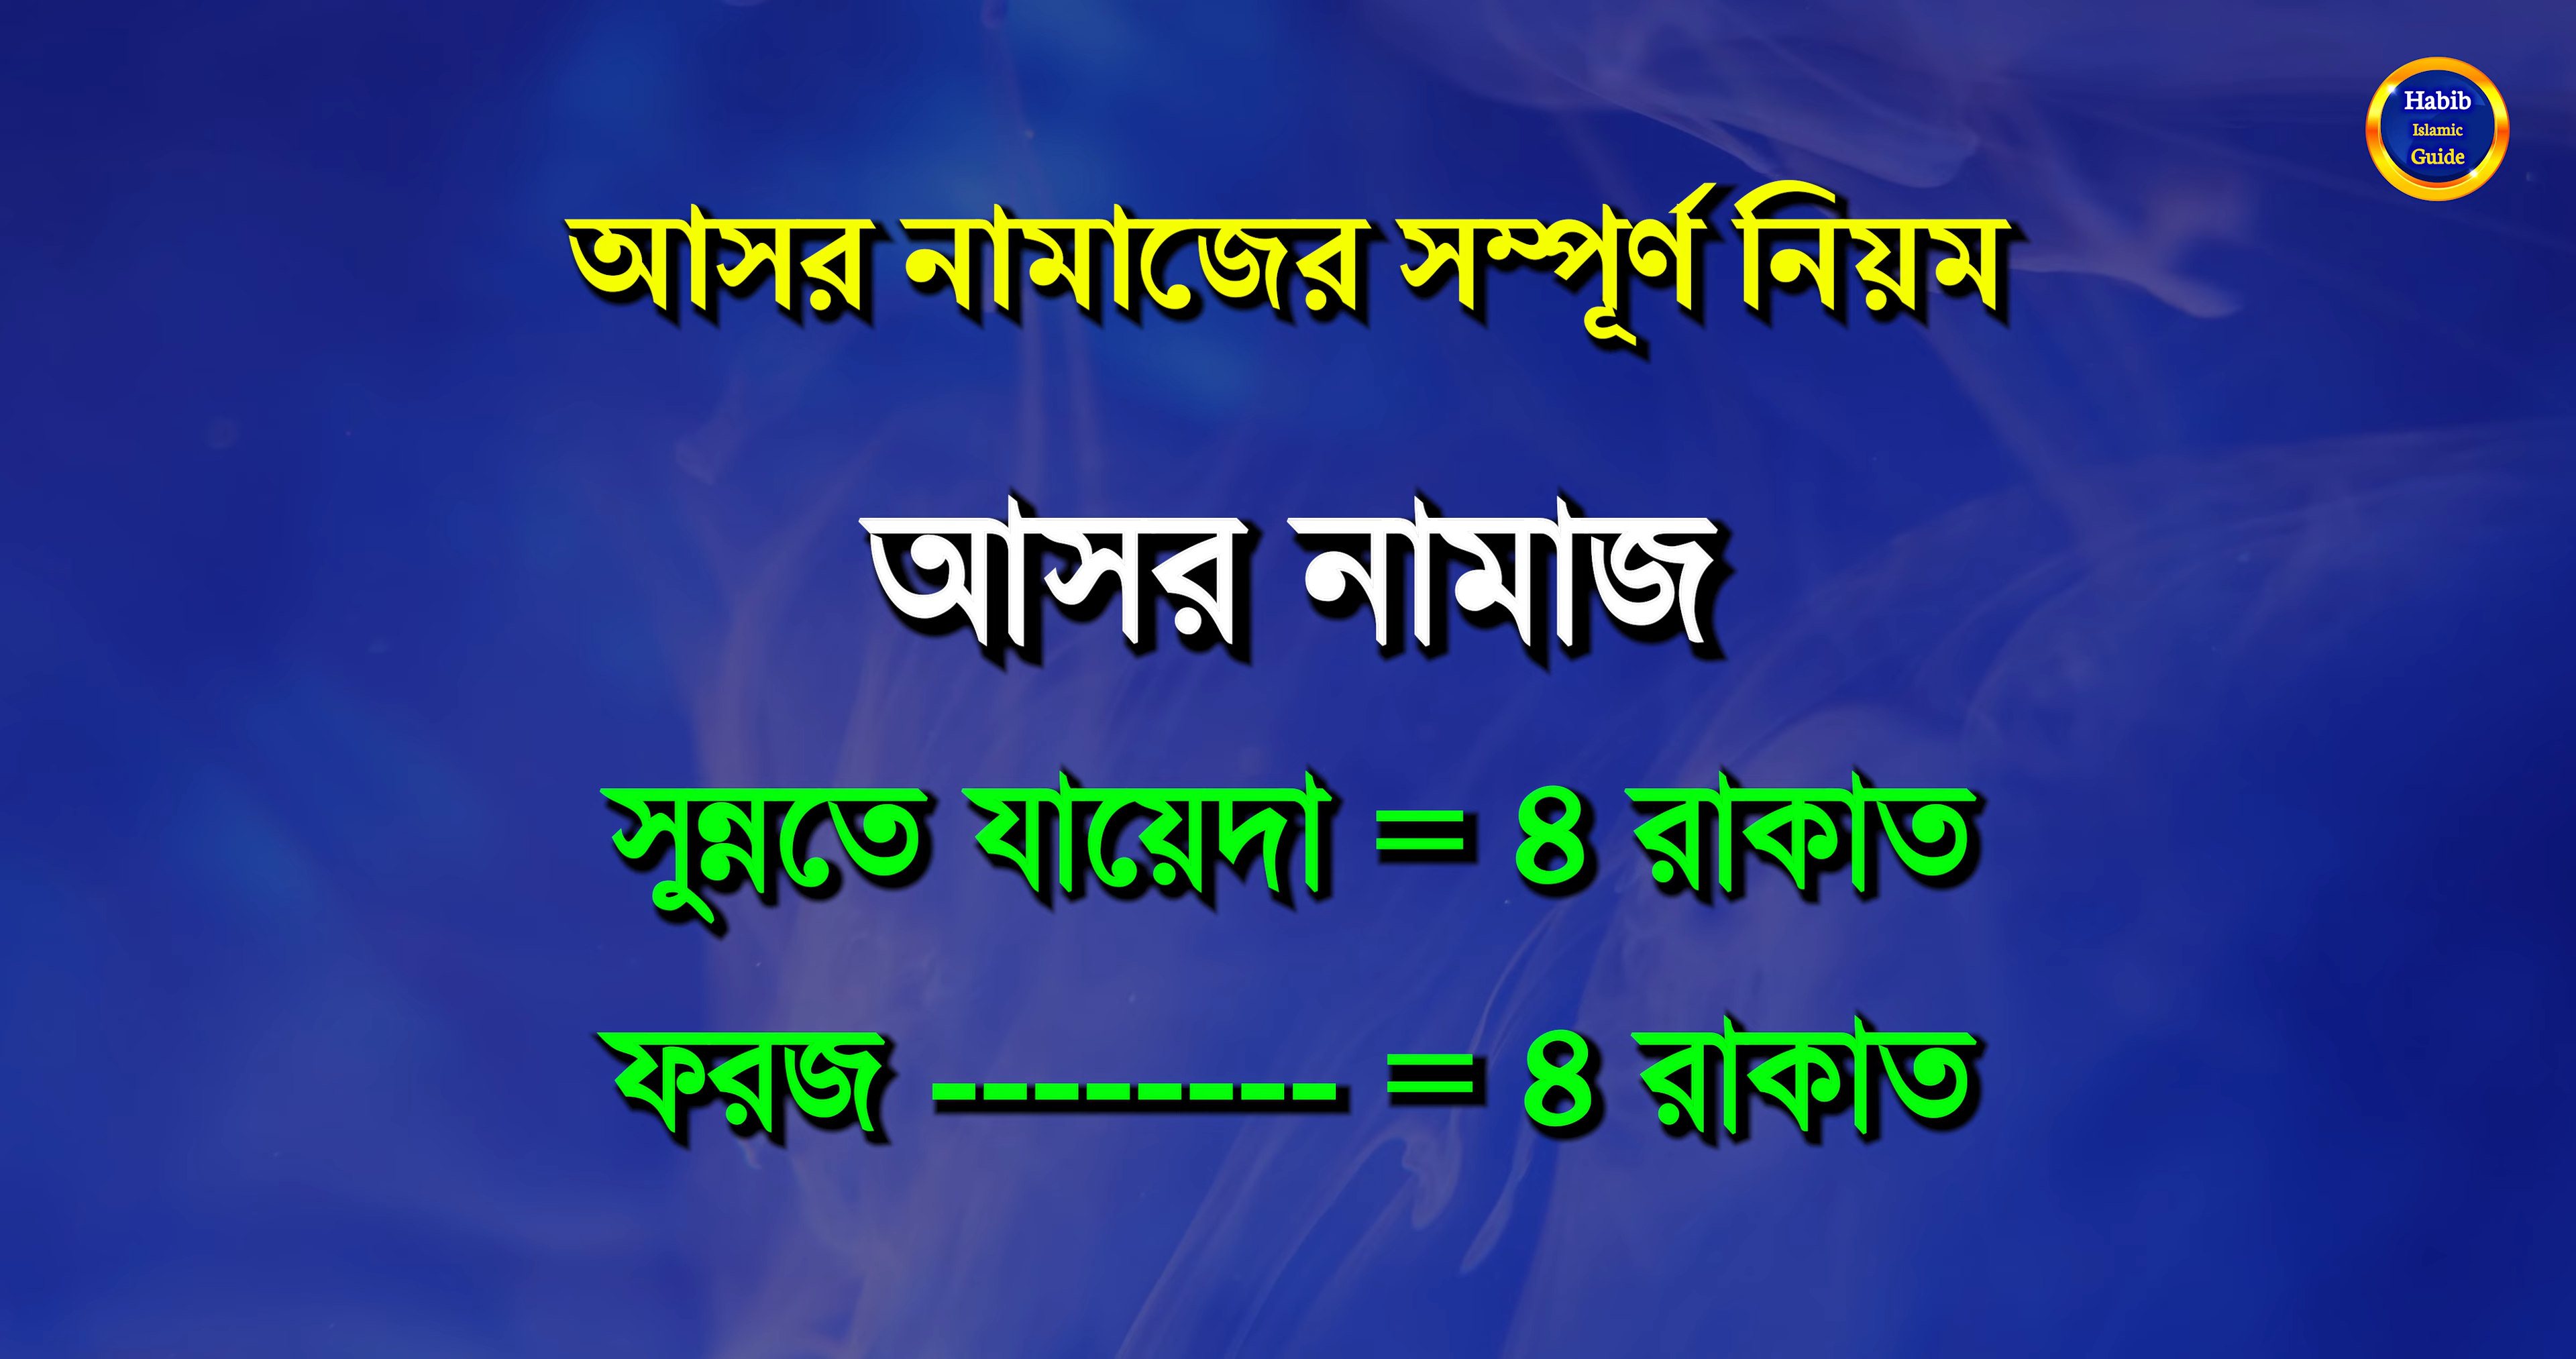 Habib
Islamic
Guide
আসর নামাজের সম্পূর্ণ নিয়ম
আসর নামাজ
সুন্নতে যায়েদা = ৪ রাকাত
ফরজ -------- = ৪ রাকাত